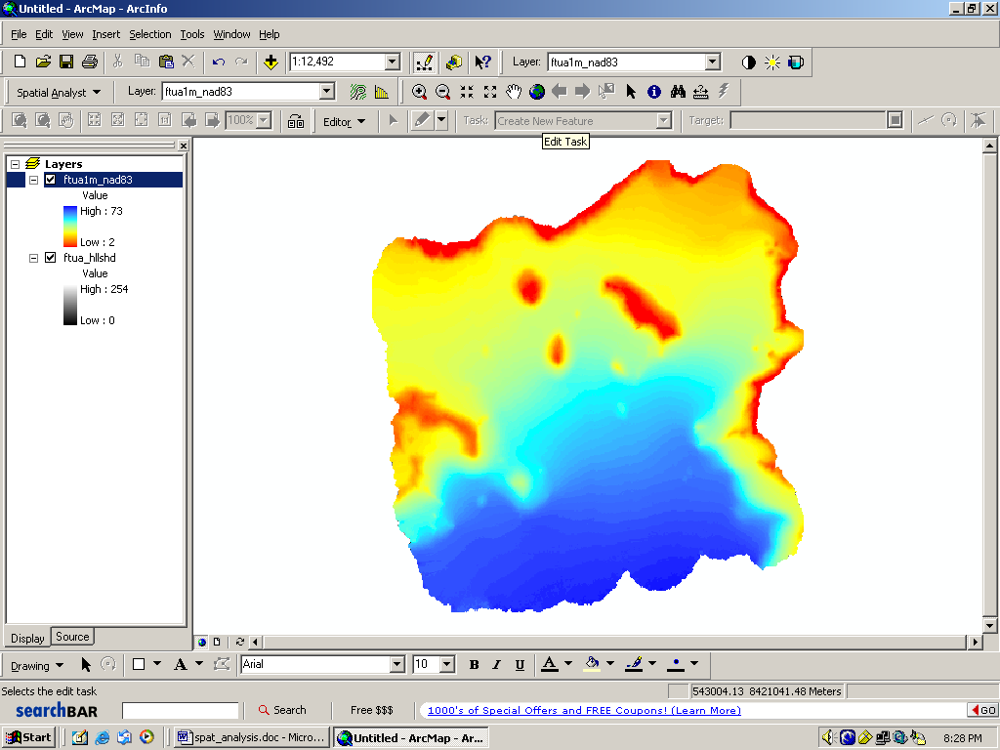 Untitled - ArcMap - ArcInfo
File Edit View Insert Selection Tools Window Help
1:12,492 Layer: ftua1m_nad83
Spatial Analyst Layer: ftua1m_nad83
100% Editor Task: Create New Feature Target:
Edit Task
Layers
ftua1m_nad83
Value
High : 73
Low : 2
ftua_hllshd
Value
High : 254
Low : 0
Display Source
Drawing A Arial 10 B I U A
Selects the edit task 543004.13 8421041.48 Meters
searchBAR Search Free $$$ 1000's of Special Offers and FREE Coupons! (Learn More) GO
Start spat_analysis.doc - Micro... Untitled - ArcMap - Ar... 8:28 PM